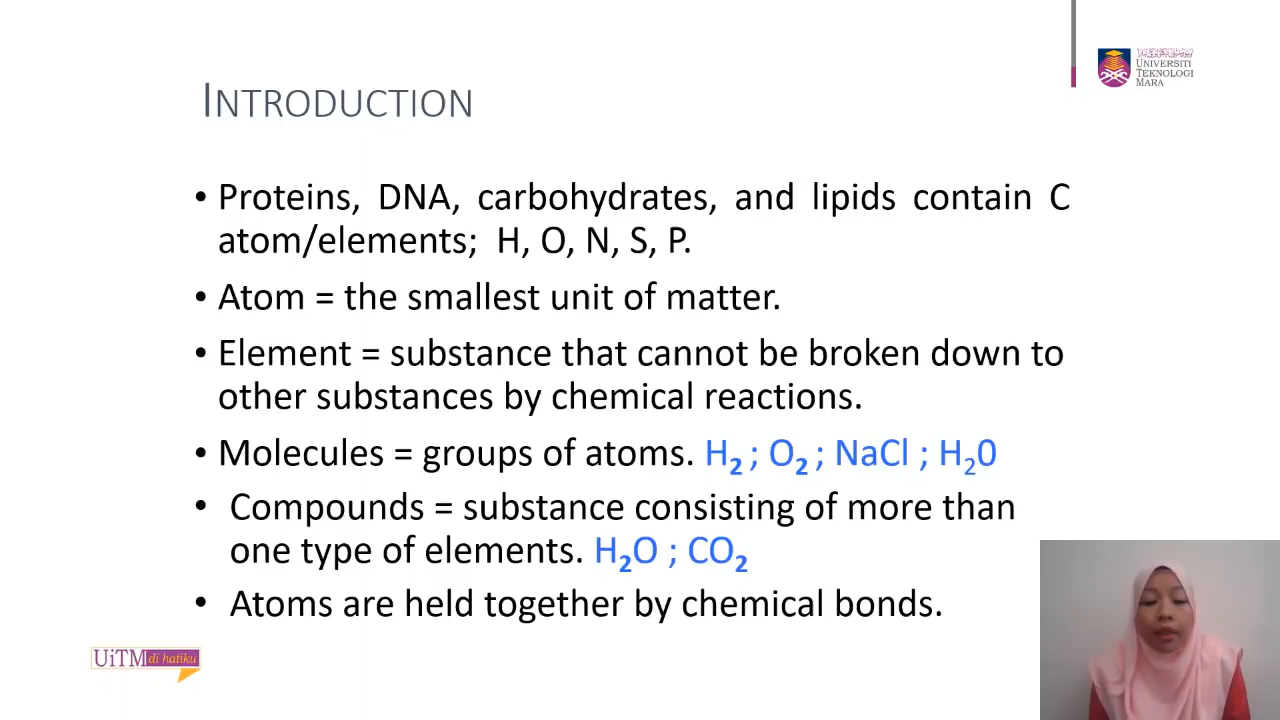 INTRODUCTION
UNIVERSITI
TEKNOLOGI
MARA
• Proteins, DNA, carbohydrates, and lipids contain C
atom/elements; H, O, N, S, P.
• Atom = the smallest unit of matter.
• Element = substance that cannot be broken down to
other substances by chemical reactions.
• Molecules = groups of atoms. H₂ ; O₂ ; NaCl ; H₂0
• Compounds = substance consisting of more than
one type of elements. H₂O ; CO₂
• Atoms are held together by chemical bonds.
UiTM di hatiku